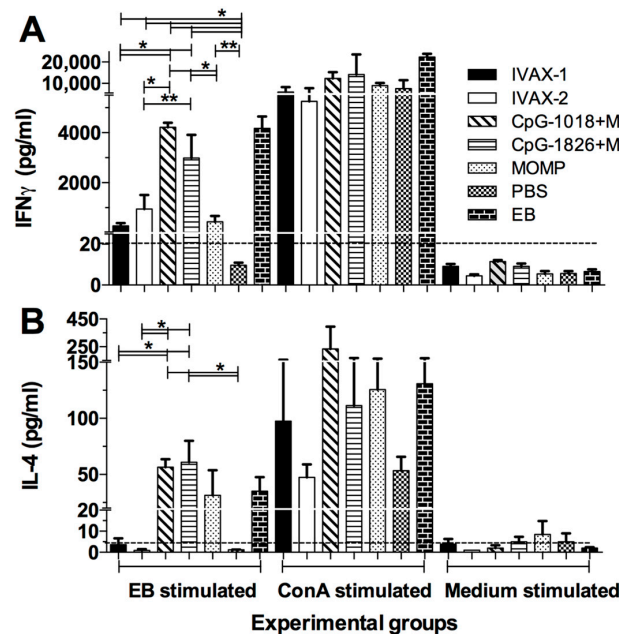 A
*
*
*
**
*
*
**
20,000
10,000
4000
2000
20
0
IFNγ (pg/ml)
IVAX-1
IVAX-2
CpG-1018+M
CpG-1826+M
MOMP
PBS
EB
B
*
*
*
450
250
150
100
50
20
10
0
IL-4 (pg/ml)
EB stimulated
ConA stimulated
Medium stimulated
Experimental groups